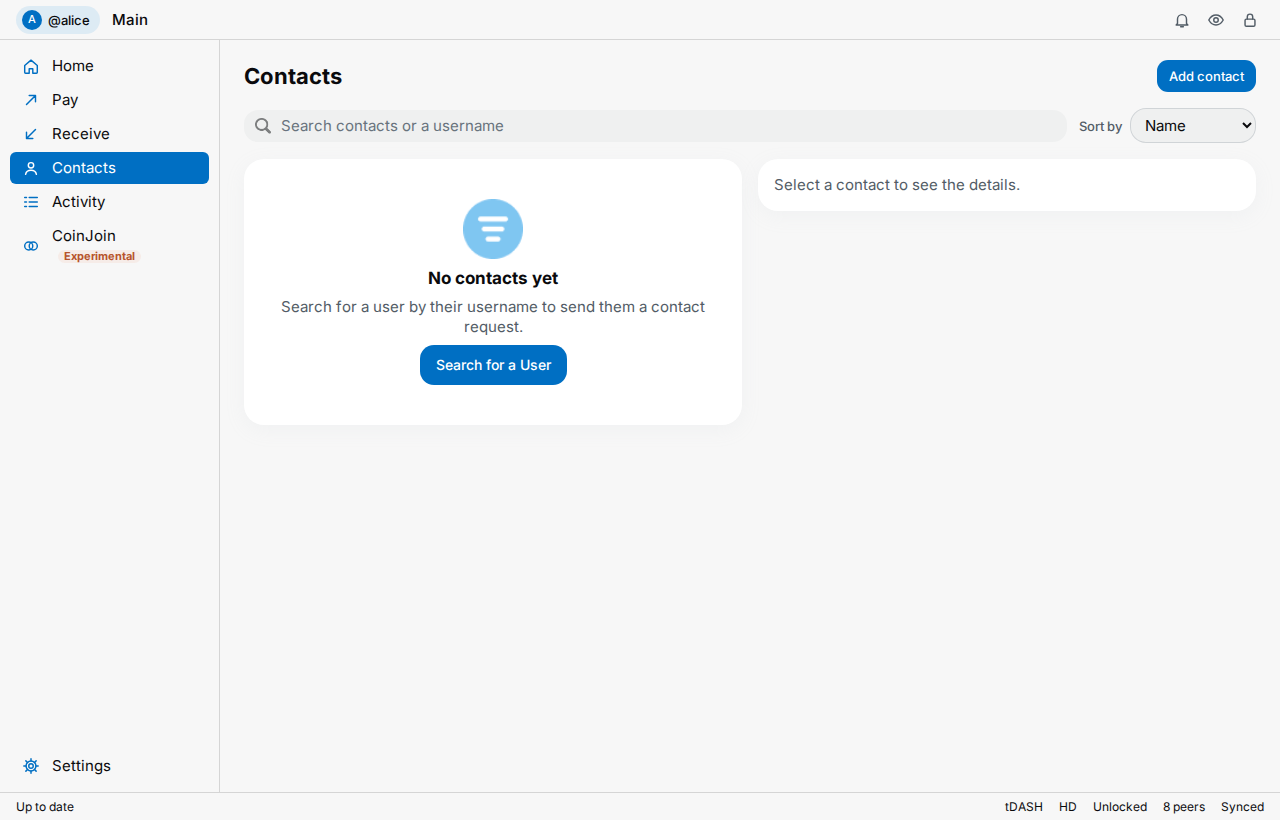 A @alice Main
Home
Pay
Receive
Contacts
Activity
CoinJoin
Experimental
Settings
Contacts
Add contact
Search contacts or a username
Sort by Name
No contacts yet
Search for a user by their username to send them a contact
request.
Search for a User
Select a contact to see the details.
Up to date
tDASH HD Unlocked 8 peers Synced